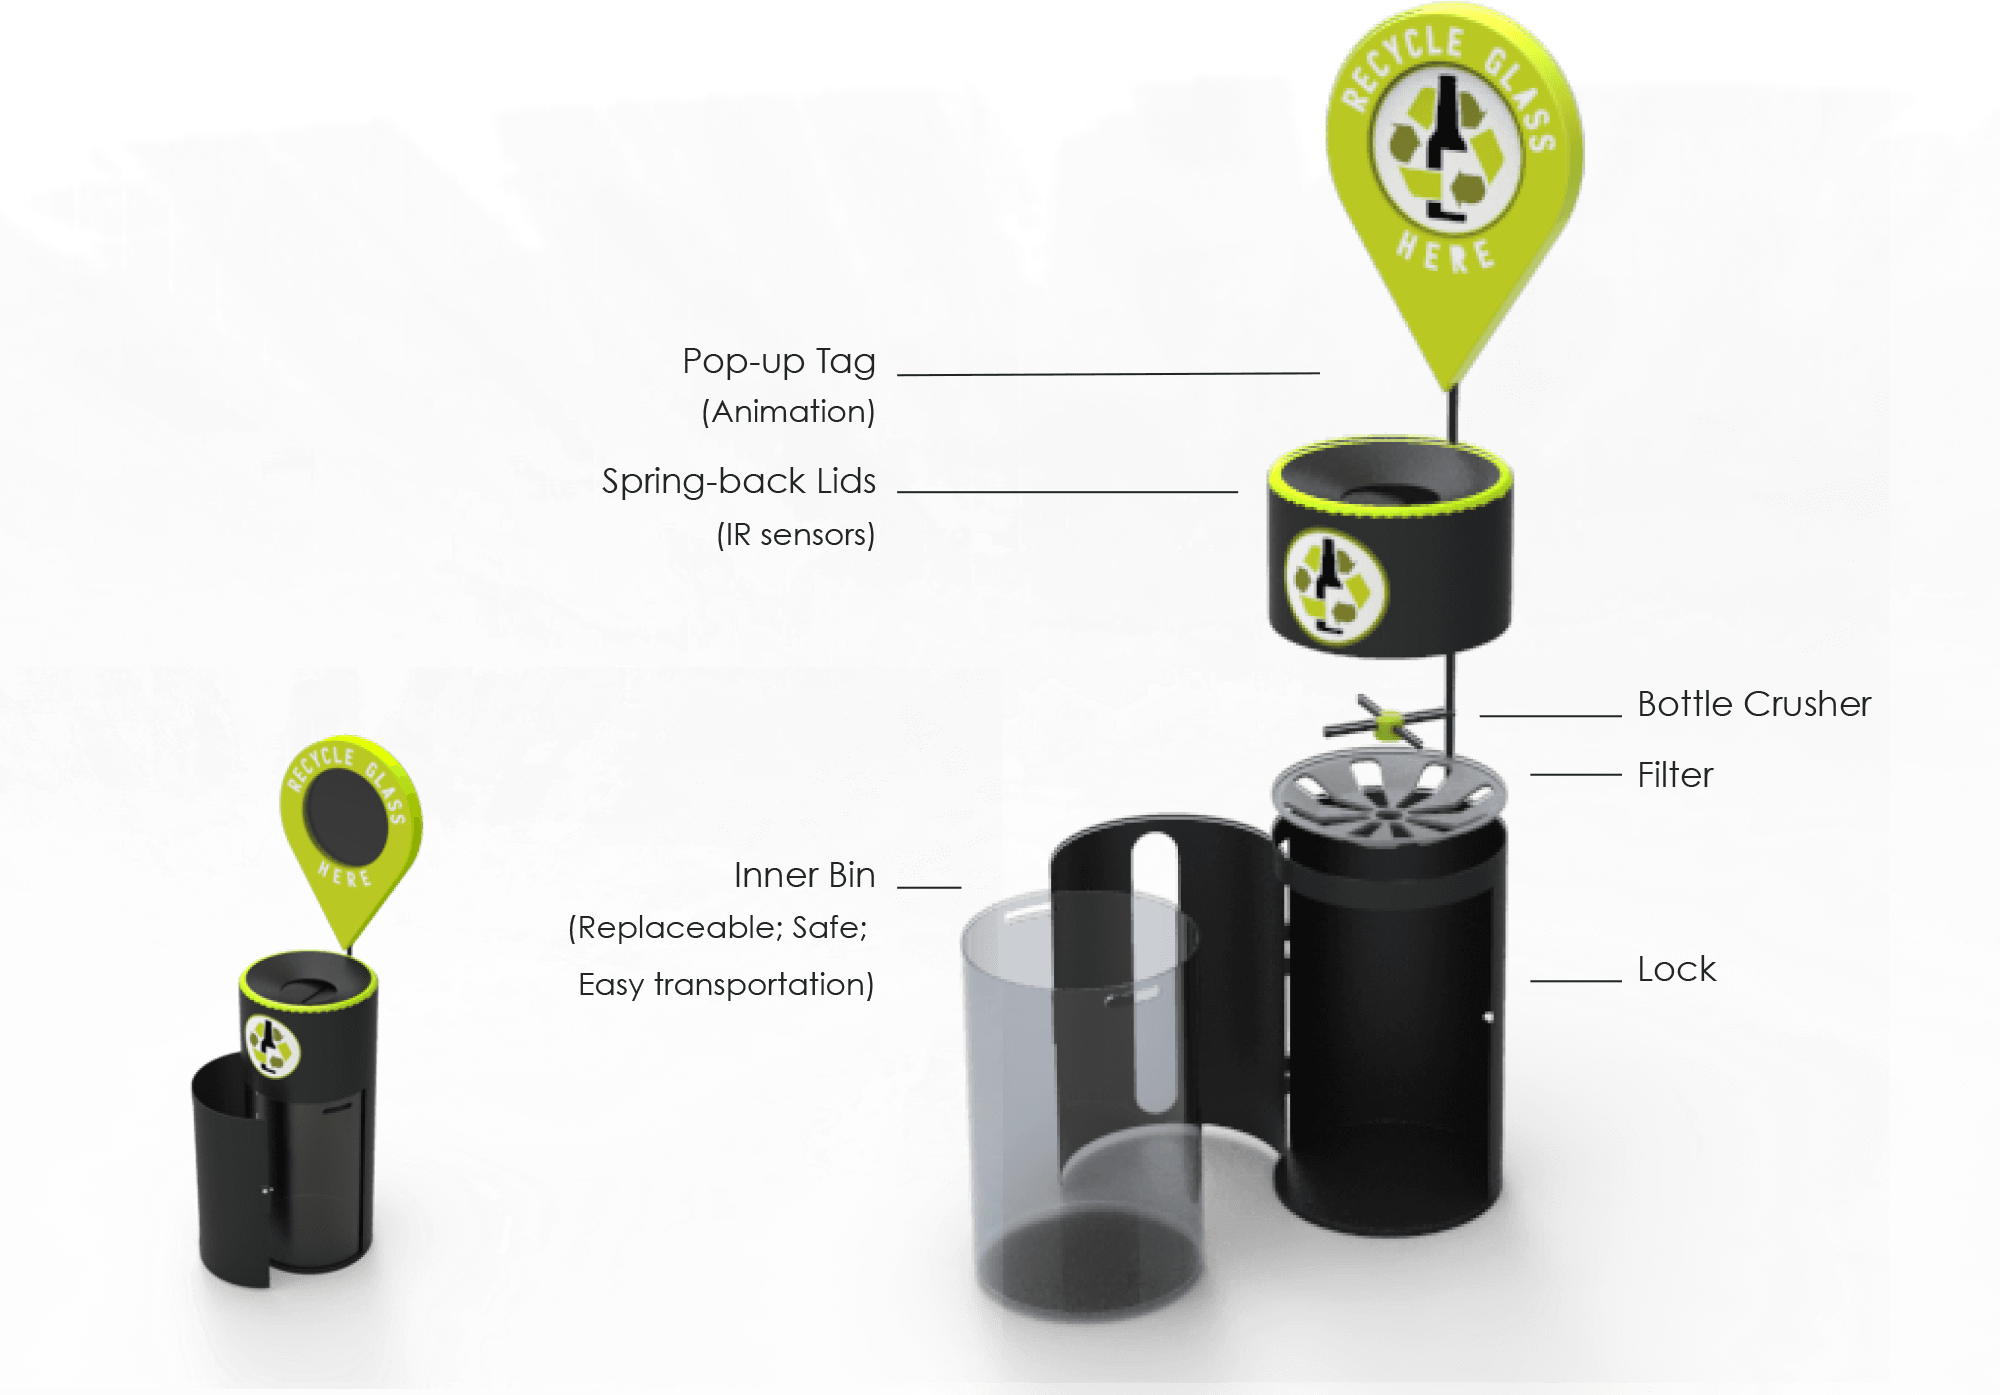 RECYCLE GLASS
HERE
Pop-up Tag
(Animation)
Spring-back Lids
(IR sensors)
Bottle Crusher
Filter
RECYCLE GLASS
HERE
Inner Bin
(Replaceable; Safe;
Easy transportation)
Lock